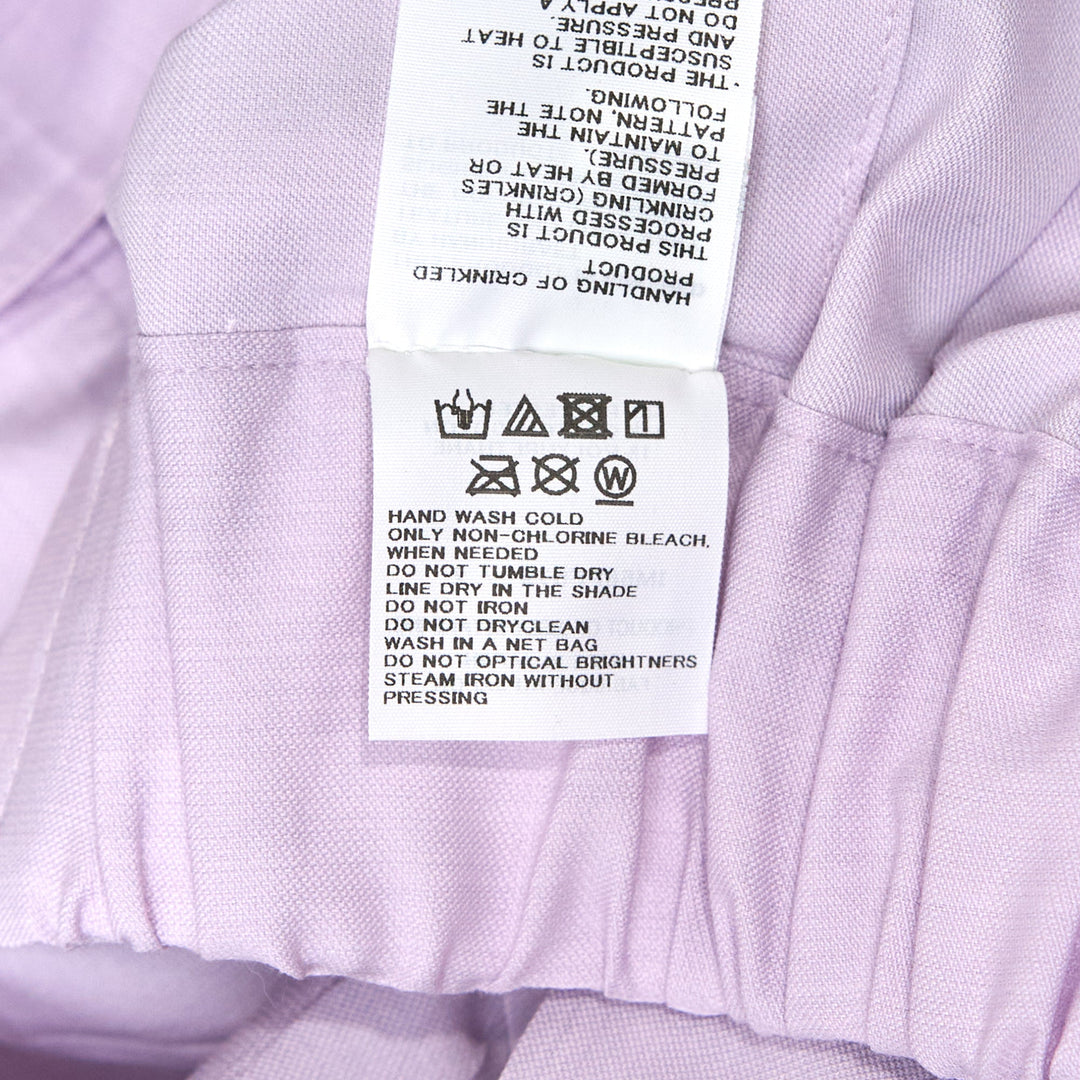 HANDLING OF CRINKLED
PRODUCT
THIS PRODUCT IS
PROCESSED WITH
CRINKLING (CRINKLES
FORMED BY HEAT OR
PRESSURE).
TO MAINTAIN THE
PATTERN, NOTE THE
FOLLOWING.
・THE PRODUCT IS
SUSCEPTIBLE TO HEAT
AND PRESSURE.
DO NOT APPLY A
W
HAND WASH COLD
ONLY NON-CHLORINE BLEACH,
WHEN NEEDED
DO NOT TUMBLE DRY
LINE DRY IN THE SHADE
DO NOT IRON
DO NOT DRYCLEAN
WASH IN A NET BAG
DO NOT OPTICAL BRIGHTNERS
STEAM IRON WITHOUT
PRESSING